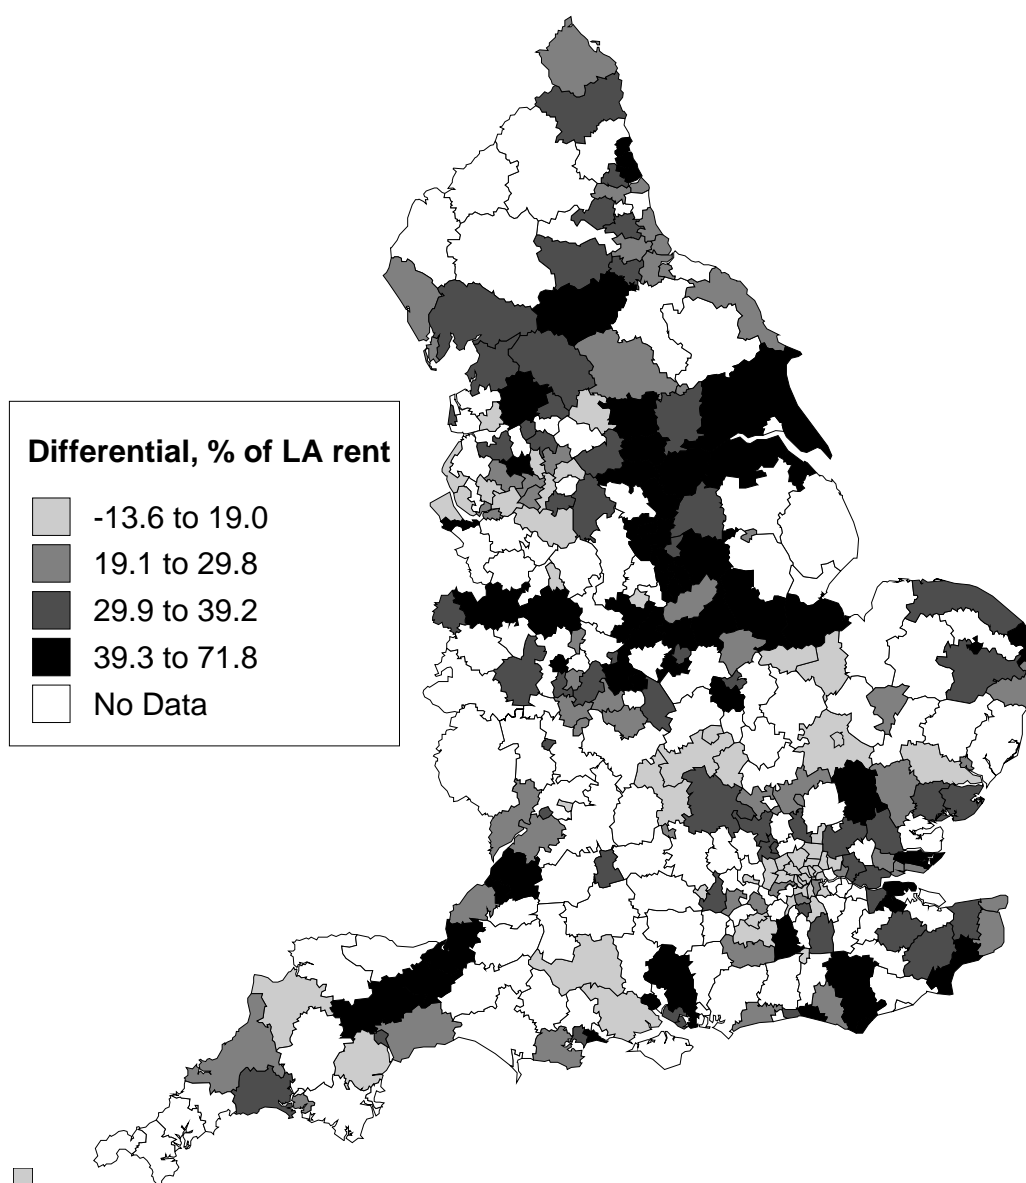 Differential, % of LA rent
-13.6 to 19.0
19.1 to 29.8
29.9 to 39.2
39.3 to 71.8
No Data